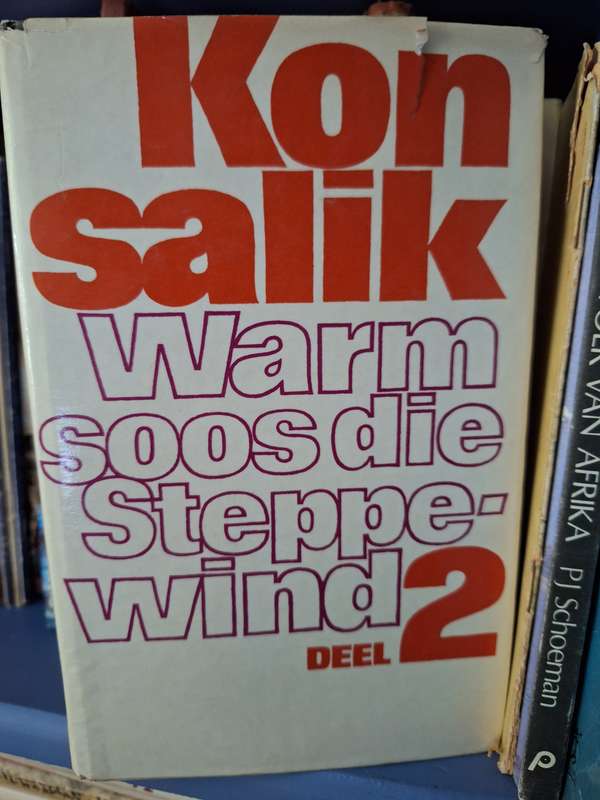 Kon
salik
Warm
soos die
Steppe-
wind
DEEL 2
VAN AFRIKA PJ Schoeman